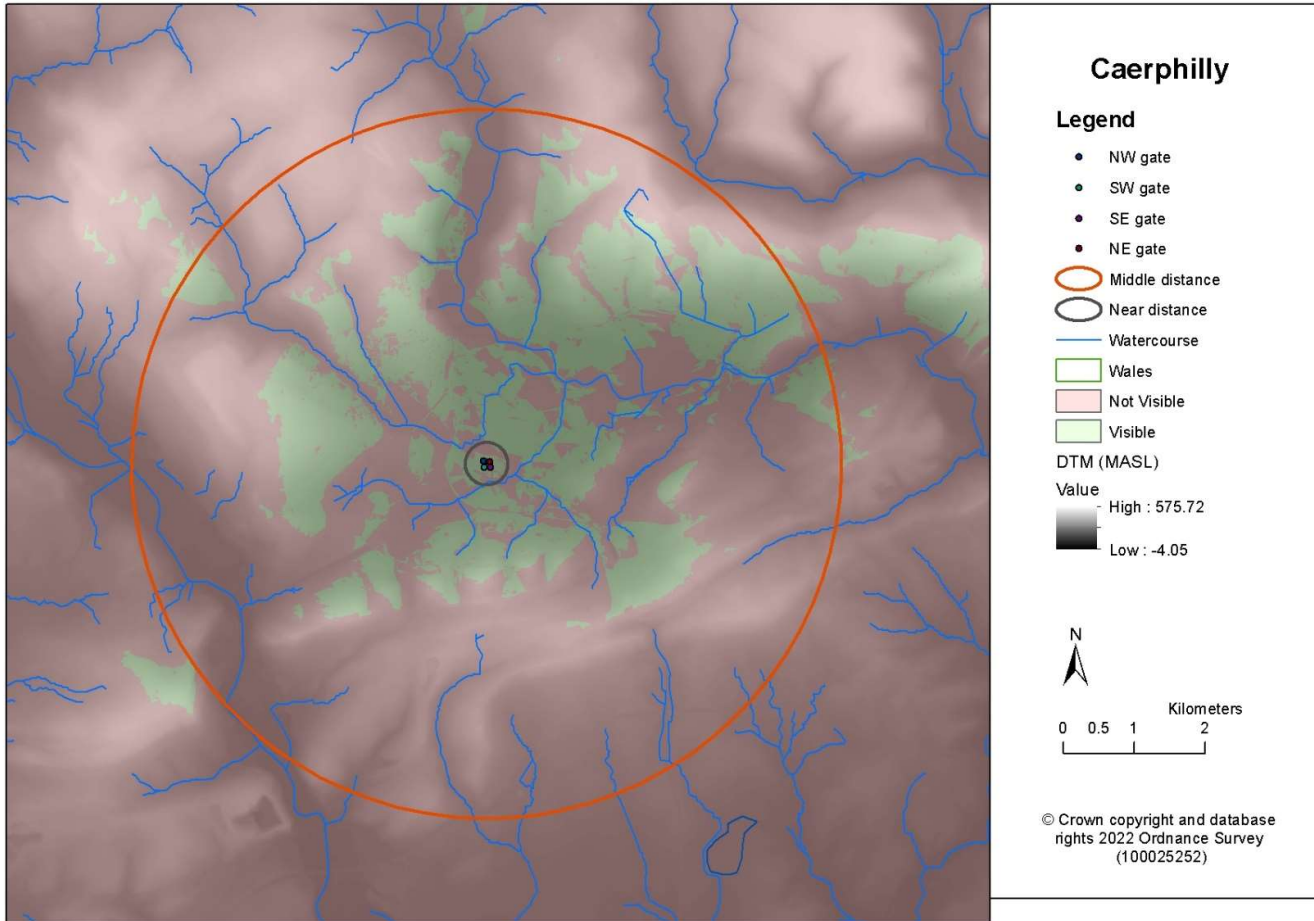 Caerphilly
Legend
NW gate
SW gate
SE gate
NE gate
Middle distance
Near distance
Watercourse
Wales
Not Visible
Visible
DTM (MASL)
Value
High : 575.72
Low : -4.05
N
Kilometers
0 0.5 1 2
© Crown copyright and database
rights 2022 Ordnance Survey
(100025252)